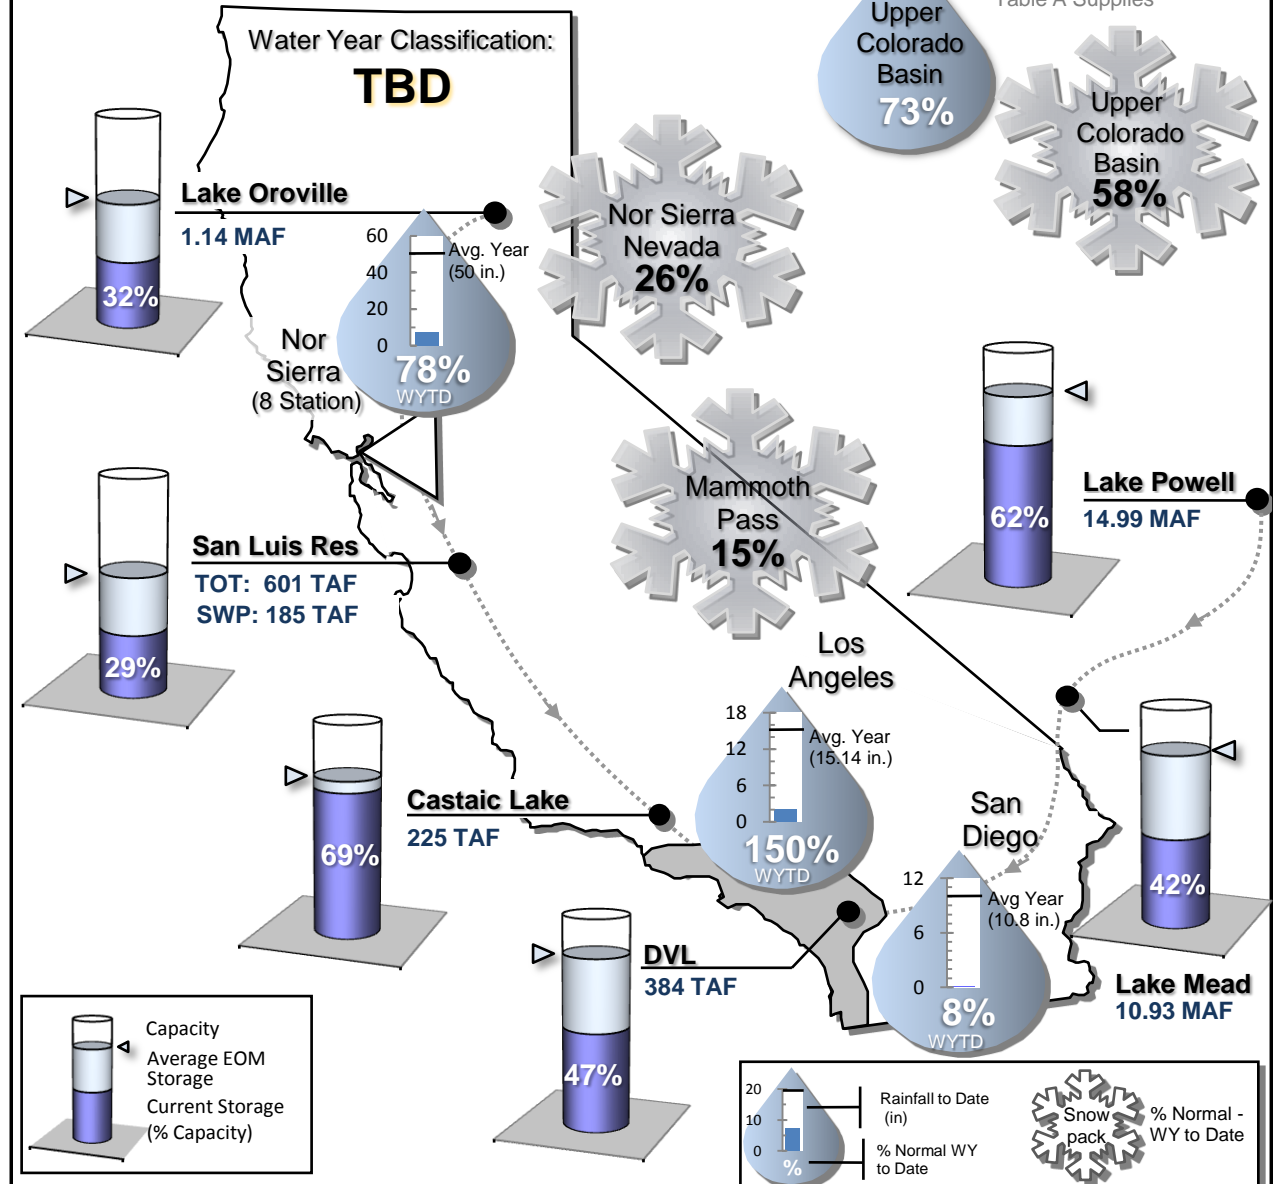 Table A Supplies
Water Year Classification:
TBD
Upper
Colorado
Basin
73%
Upper
Colorado
Basin
58%
Lake Oroville
1.14 MAF
32%
60
40
20
0
Avg. Year
(50 in.)
78%
WYTD
Nor
Sierra
(8 Station)
Nor Sierra
Nevada
26%
Mammoth
Pass
15%
62%
Lake Powell
14.99 MAF
San Luis Res
TOT: 601 TAF
SWP: 185 TAF
29%
Los
Angeles
18
12
6
0
Avg. Year
(15.14 in.)
150%
WYTD
Castaic Lake
225 TAF
69%
San
Diego
12
6
0
Avg Year
(10.8 in.)
8%
WYTD
42%
Lake Mead
10.93 MAF
DVL
384 TAF
47%
Capacity
Average EOM
Storage
Current Storage
(% Capacity)
20
10
0
%
Rainfall to Date
(in)
% Normal WY
to Date
Snow
pack
% Normal -
WY to Date